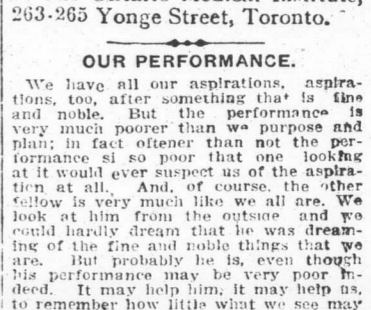 263-265 Yonge Street, Toronto.
OUR PERFORMANCE.
We have all our aspirations, aspira-
tions, too, after something that is fine
and noble. But the performance is
very much poorer than we purpose and
plan; in fact oftener than not the per-
formance si so poor that one looking
at it would ever suspect us of the aspira-
tion at all. And, of course, the other
fellow is very much like we all are. We
look at him from the outside and we
could hardly dream that he was dream-
ing of the fine and noble things that we
are. But probably he is, even though
his performance may be very poor in-
deed. It may help him, it may help us,
to remember how little what we see may